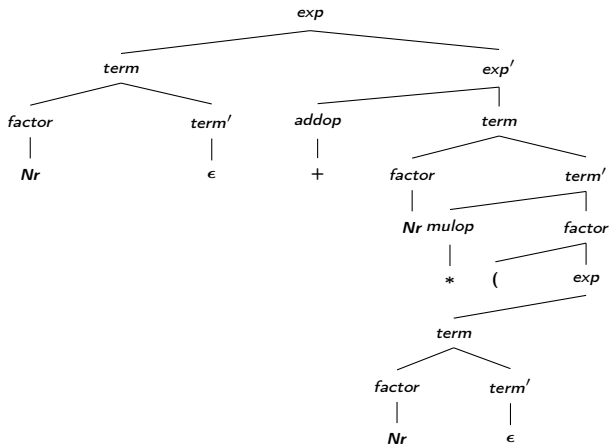 exp
term exp′
factor term′ addop term
Nr ϵ + factor term′
Nr mulop factor
* ( exp
term
factor term′
Nr ϵ